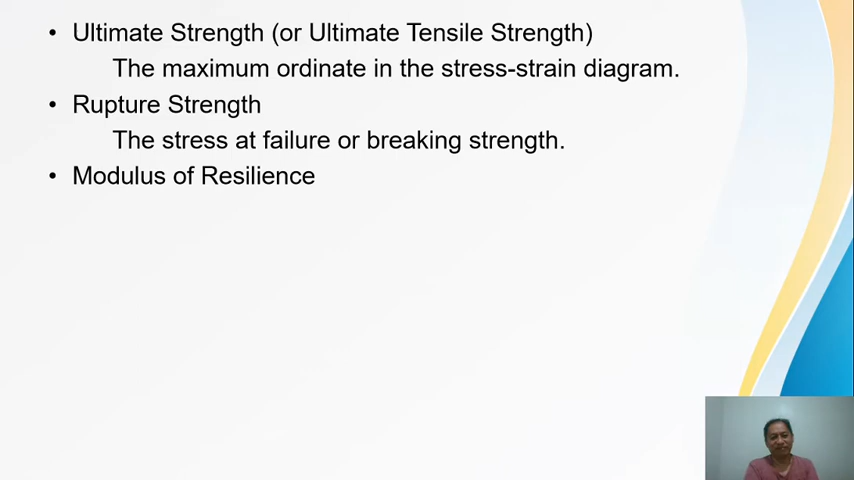 • Ultimate Strength (or Ultimate Tensile Strength)
The maximum ordinate in the stress-strain diagram.
• Rupture Strength
The stress at failure or breaking strength.
• Modulus of Resilience